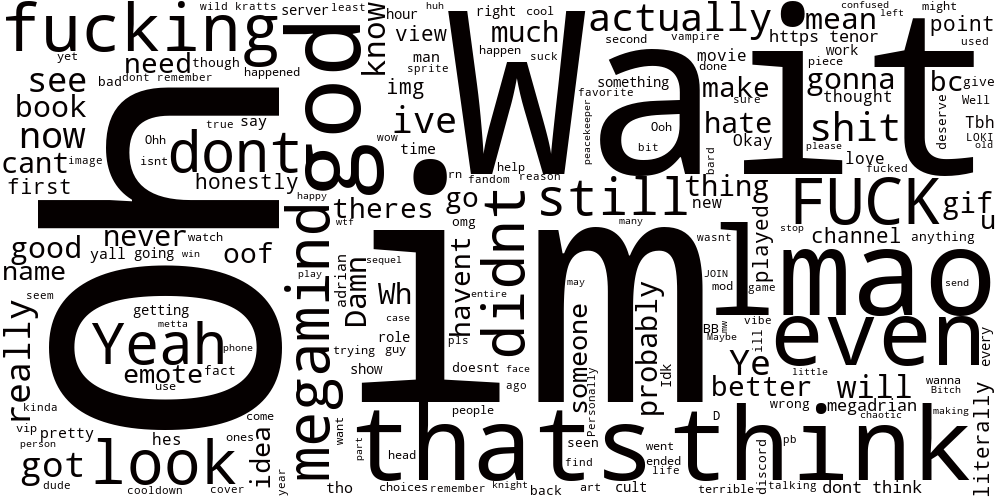 fucking
wild kratts
server
least
know
hour
huh
right
cool
actually
mean
confused
left
might
point
yet
need
though
happened
view
much
second
vampire
https tenor
used
see
bad
dont remember
god
man
sprite
happen
suck
movie
done
work
piece
bc
give
book
img
Wait
something
favorite
make
sure
gonna
thought
Well
now
true
say
ive
wow
time
peacekeeper
Ooh
bit
hate
Okay
shit
please
deserve
Tbh
LOKI
old
Oh
Ohh
isnt
dont
cant
image
first
honestly
happy
help
rn
fandom
reason
bard
love
fucked
theres
go
still
thing
new
FUCK
gif
u
never
watch
wtf
omg
didnt
many
wasnt
played
stop
channel
anything
good
yall
going
win
oof
name
megamind
play
adrian
Damn
sequel
im
havent
entire
may
JOIN
mod
game
lmao
send
seem
getting
metta
Yeah
phone
Wh
case
role
guy
pls
someone
probably
BB
mw
Maybe
vibe
ill
even
every
really
emote
fact
use
trying
show
doesnt
face
ago
Personally
Idk
Ye
little
better
will
wanna
Bitch
kinda
come
want
people
D
wrong
megadrian
chaotic
making
vip
pretty
person
hes
ones
idea
part
thats
head
seen
went
think
pb
literally
got
dude
look
cooldown
cover
year
tho
choices
remember
knight
back
find
art
cult
ended
life
terrible
discord
talking
dont think